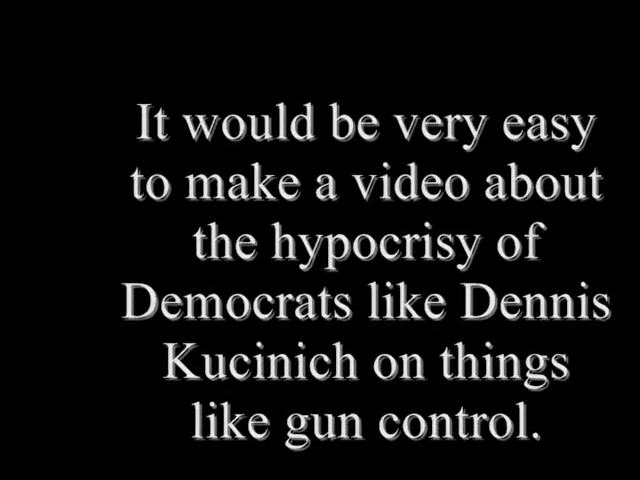 It would be very easy
to make a video about
the hypocrisy of
Democrats like Dennis
Kucinich on things
like gun control.